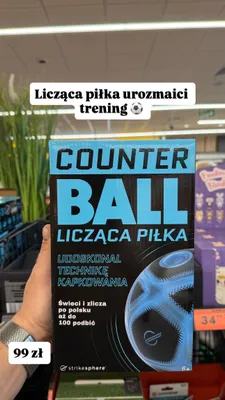 Licząca piłka urozmaici
trening ⚽
COUNTER
BALL
LICZĄCA PIŁKA
UDOSKONAL
TECHNIKĘ
KAPKOWANIA
Świeci i zlicza
po polsku
aż do
100 podbić
99 zł
strikesphere
6+
34